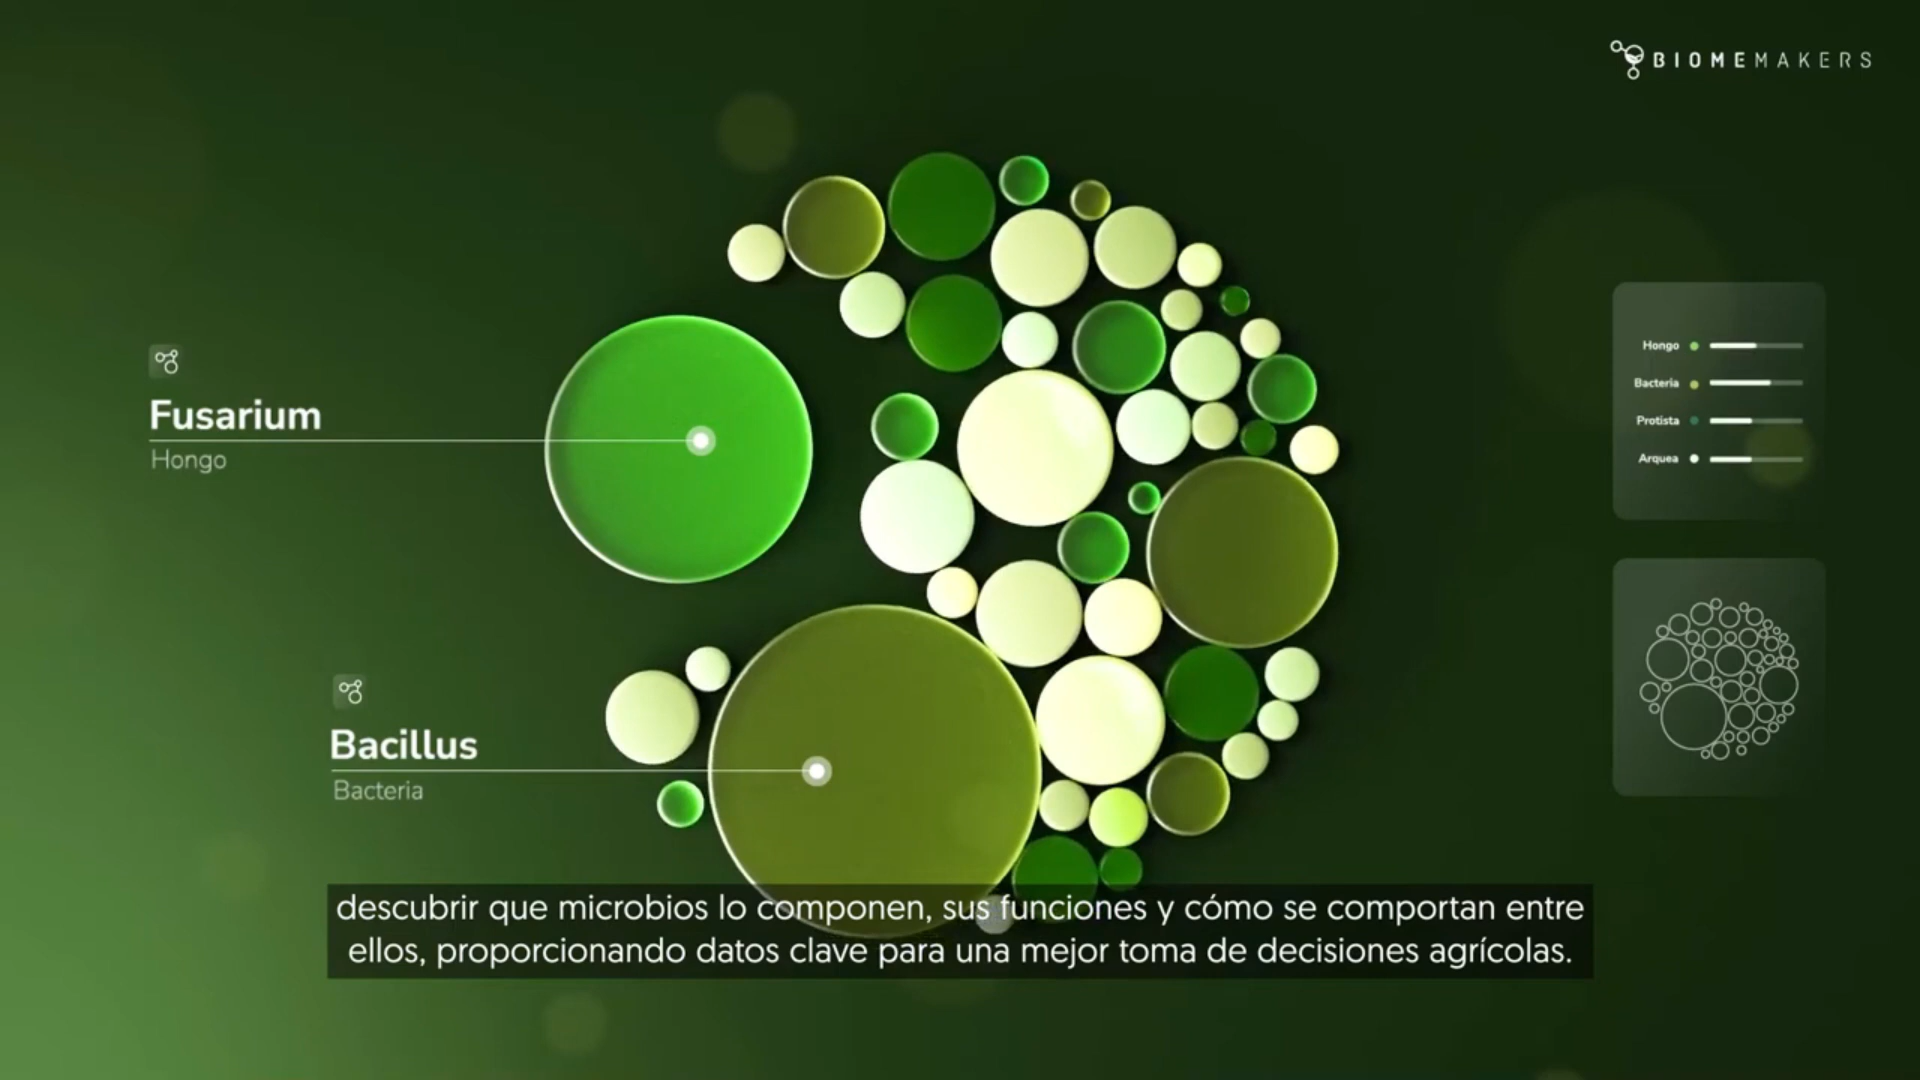 BIOMEMAKERS
Fusarium
Hongo
Bacillus
Bacteria
Hongo
Bacteria
Protista
Arquea
descubrir que microbios lo componen, sus funciones y cómo se comportan entre
ellos, proporcionando datos clave para una mejor toma de decisiones agrícolas.